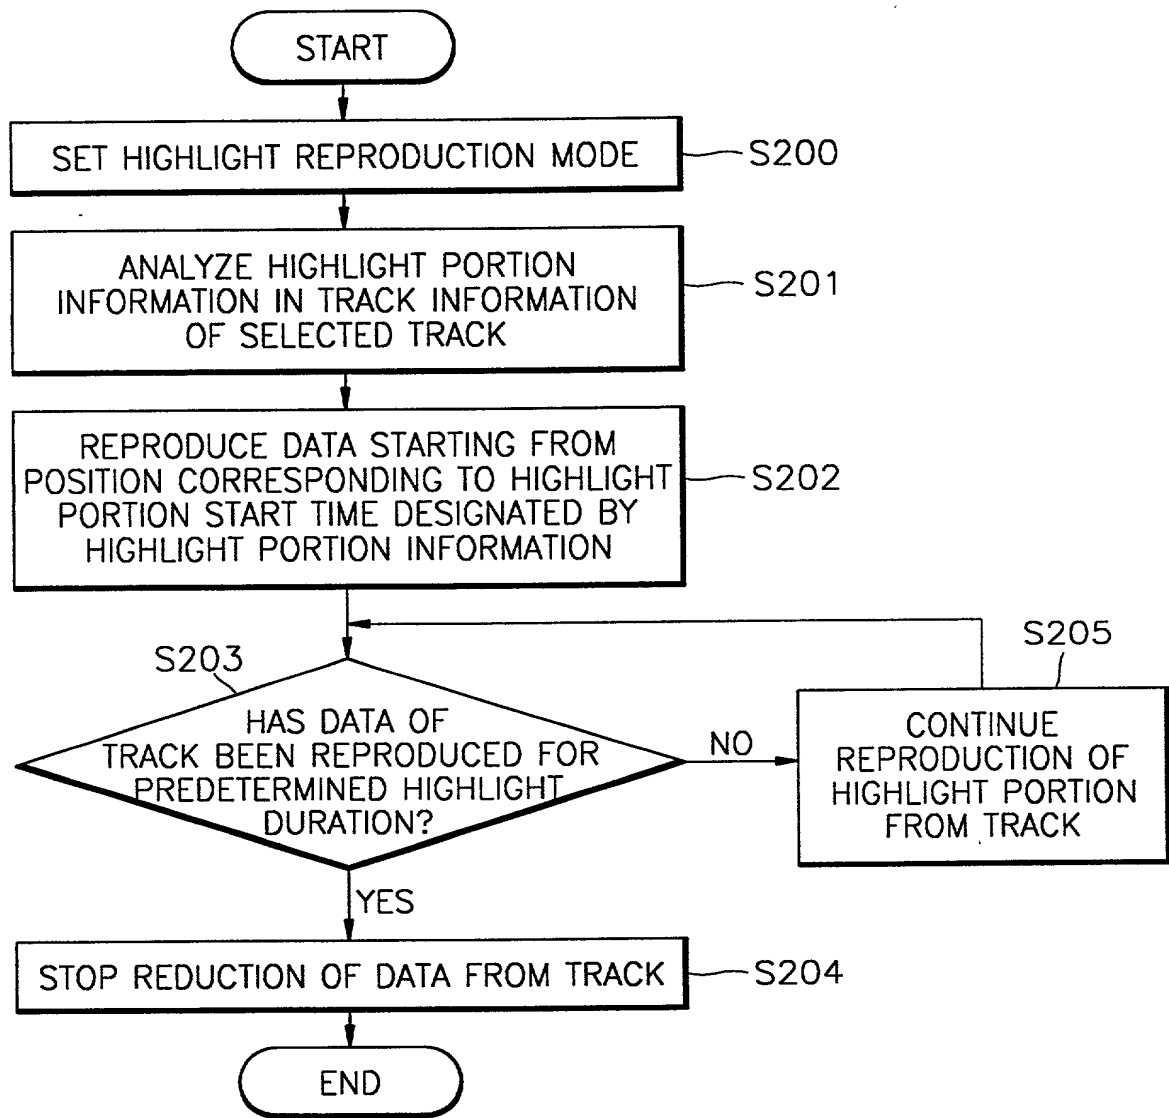 START
SET HIGHLIGHT REPRODUCTION MODE
S200
ANALYZE HIGHLIGHT PORTION
INFORMATION IN TRACK INFORMATION
OF SELECTED TRACK
S201
REPRODUCE DATA STARTING FROM
POSITION CORRESPONDING TO HIGHLIGHT
PORTION START TIME DESIGNATED BY
HIGHLIGHT PORTION INFORMATION
S202
S203
HAS DATA OF
TRACK BEEN REPRODUCED FOR
PREDETERMINED HIGHLIGHT
DURATION?
NO
S205
CONTINUE
REPRODUCTION OF
HIGHLIGHT PORTION
FROM TRACK
YES
STOP REDUCTION OF DATA FROM TRACK
S204
END